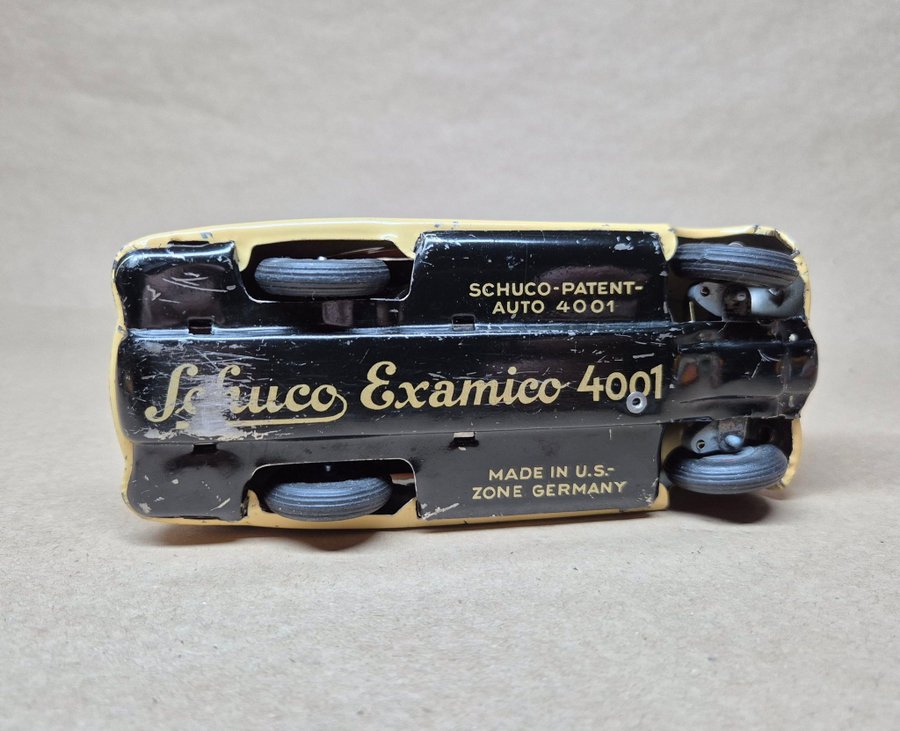 SCHUCO-PATENT-
AUTO 4001
Schuco Examico 4001
MADE IN U.S.-
ZONE GERMANY